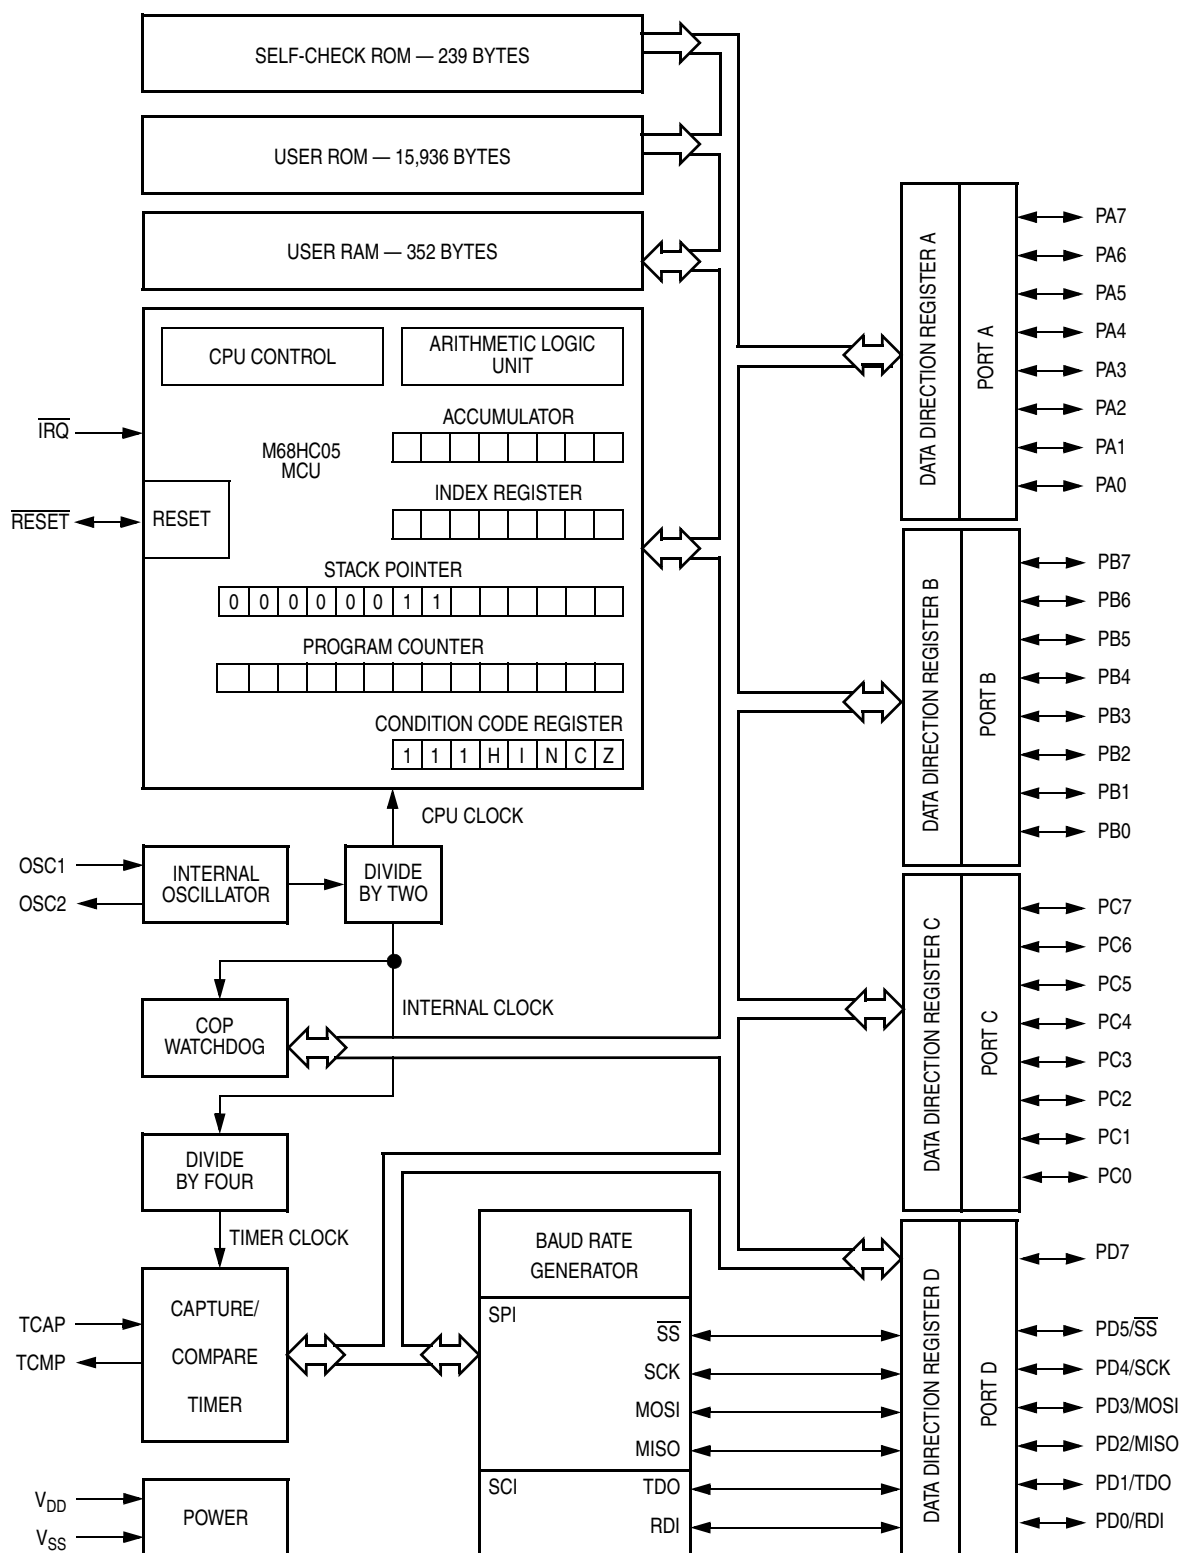 SELF-CHECK ROM — 239 BYTES
USER ROM — 15,936 BYTES
USER RAM — 352 BYTES
CPU CONTROL
ARITHMETIC LOGIC
UNIT
ACCUMULATOR
M68HC05
MCU
INDEX REGISTER
IRQ
RESET
RESET
STACK POINTER
0 0 0 0 0 0 1 1
PROGRAM COUNTER
CONDITION CODE REGISTER
1 1 1 H I N C Z
CPU CLOCK
OSC1
OSC2
INTERNAL
OSCILLATOR
DIVIDE
BY TWO
INTERNAL CLOCK
COP
WATCHDOG
DIVIDE
BY FOUR
TIMER CLOCK
TCAP
TCMP
CAPTURE/
COMPARE
TIMER
VDD
VSS
POWER
BAUD RATE
GENERATOR
SPI
SS
SCK
MOSI
MISO
SCI
TDO
RDI
DATA DIRECTION REGISTER A
PORT A
PA7
PA6
PA5
PA4
PA3
PA2
PA1
PA0
DATA DIRECTION REGISTER B
PORT B
PB7
PB6
PB5
PB4
PB3
PB2
PB1
PB0
DATA DIRECTION REGISTER C
PORT C
PC7
PC6
PC5
PC4
PC3
PC2
PC1
PC0
DATA DIRECTION REGISTER D
PORT D
PD7
PD5/SS
PD4/SCK
PD3/MOSI
PD2/MISO
PD1/TDO
PD0/RDI